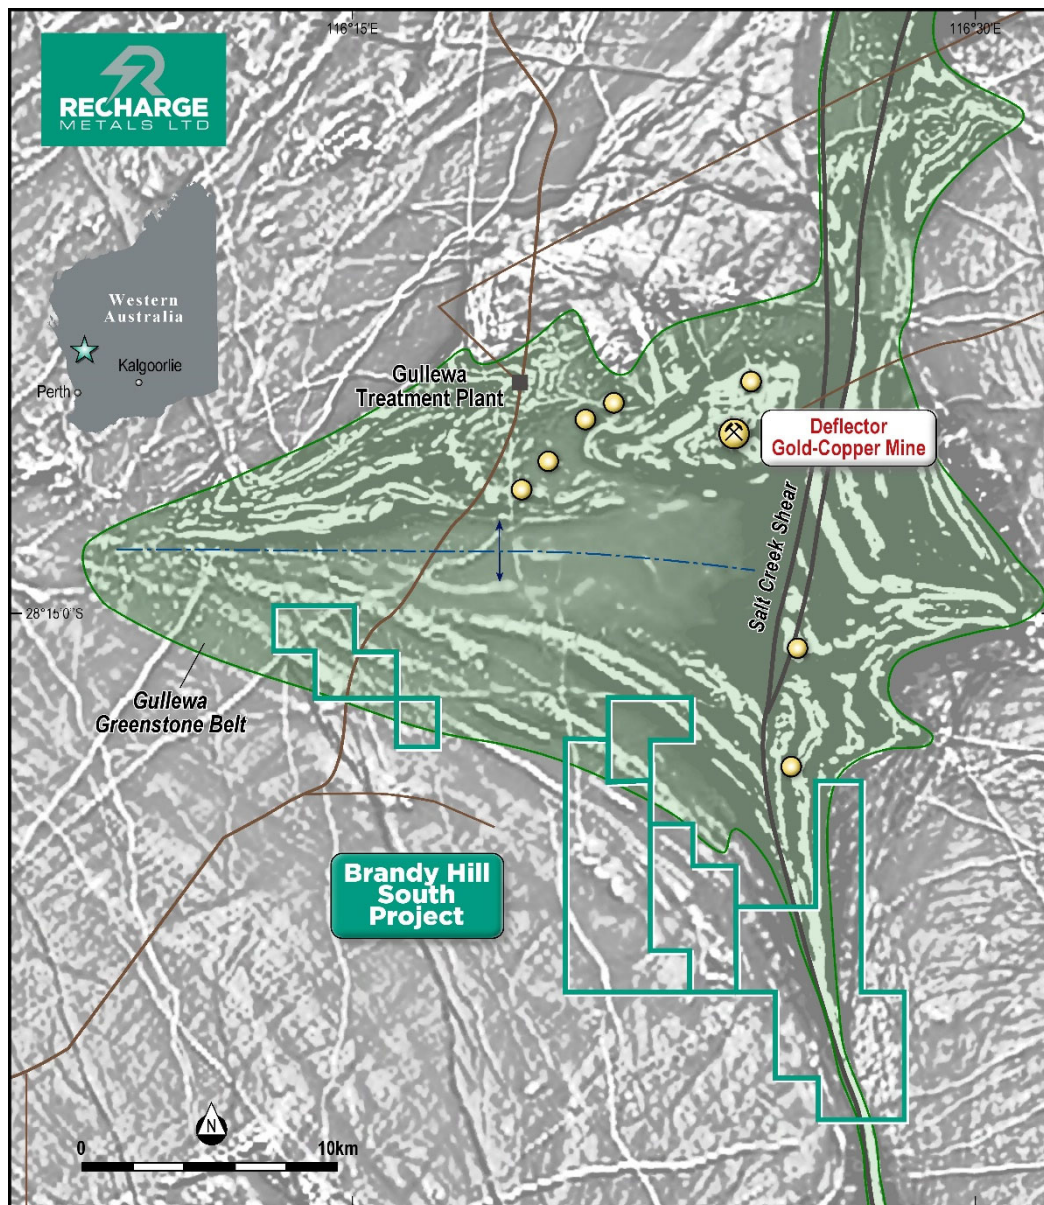 116°15'E
116°30'E
RECHARGE
METALS LTD
Western
Australia
Kalgoorlie
Perth
Gullewa
Treatment Plant
Deflector
Gold-Copper Mine
Salt Creek Shear
28°15'0"S
Gullewa
Greenstone Belt
Brandy Hill
South
Project
N
0
10km